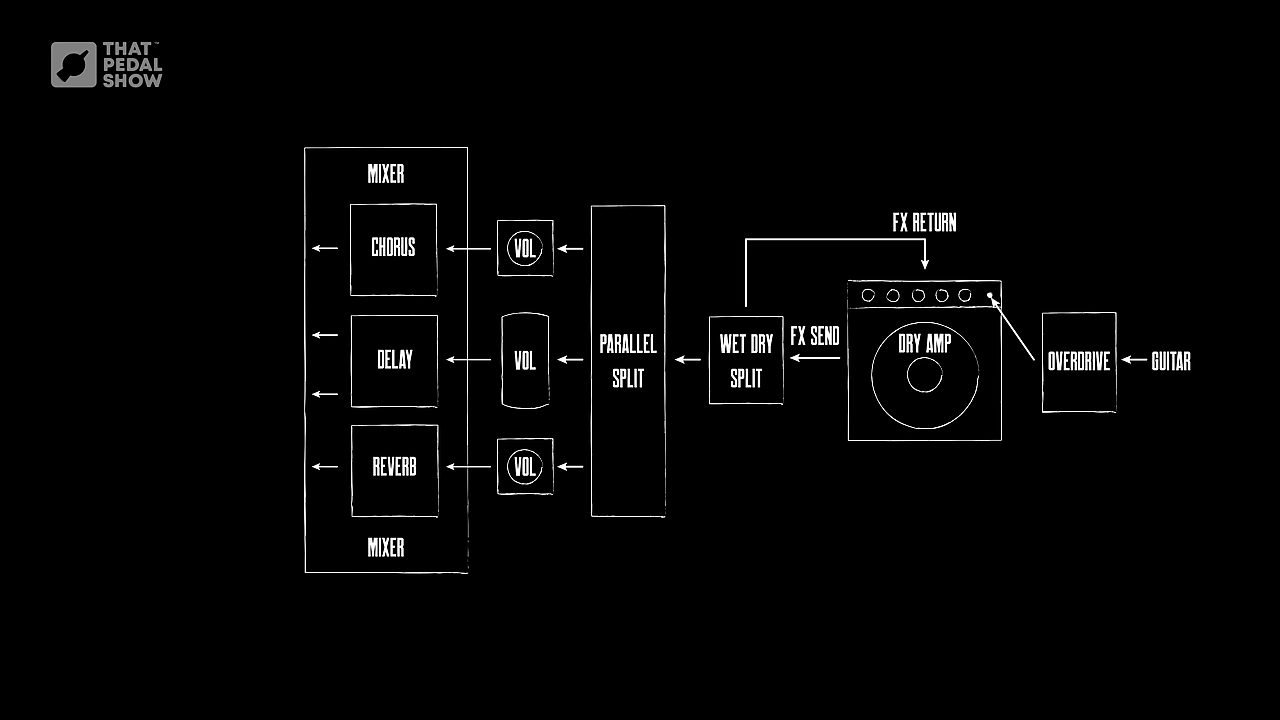 THAT™
PEDAL
SHOW
MIXER
CHORUS
VOL
DELAY
VOL
REVERB
VOL
MIXER
PARALLEL
SPLIT
WET DRY
SPLIT
FX SEND
FX RETURN
DRY AMP
OVERDRIVE
GUITAR